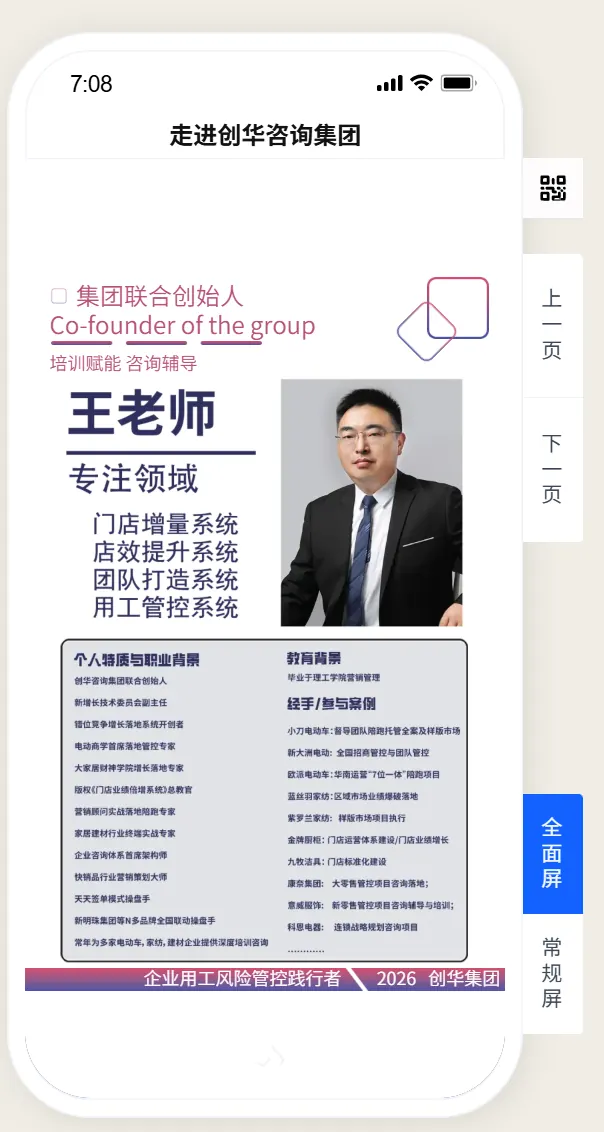 7:08
走进创华咨询集团
集团联合创始人
Co-founder of the group
培训赋能 咨询辅导
王老师
专注领域
门店增量系统
店效提升系统
团队打造系统
用工管控系统
个人特质与职业背景
创华咨询集团联合创始人
新增长技术委员会副主任
错位竞争增长落地系统开创者
电动商学首席落地管控专家
大家居财神学院增长落地专家
版权《门店业绩倍增系统》总教官
营销顾问实战落地陪跑专家
家居建材行业终端实战专家
企业咨询体系首席架构师
快销品行业营销策划大师
天天签单模式操盘手
新明珠集团等N多品牌全国联动操盘手
常年为多家电动车,家纺,建材企业提供深度培训咨询
教育背景
毕业于理工学院营销管理
经手/参与案例
小刀电动车：督导团队陪跑托管全案及样版市场
新大洲电动: 全国招商管控与团队管控
欧派电动车：华南运营“7位一体”陪跑项目
蓝丝羽家纺：区域市场业绩爆破落地
紫罗兰家纺: 样版市场项目执行
金牌厨柜: 门店运营体系建设/门店业绩增长
九牧洁具: 门店标准化建设
康奈集团: 大零售管控项目咨询落地；
意威服饰: 新零售管控项目咨询辅导与培训；
科恩电器: 连锁战略规划咨询项目
............
企业用工风险管控践行者 2026 创华集团
上一页
下一页
全面屏
常规屏